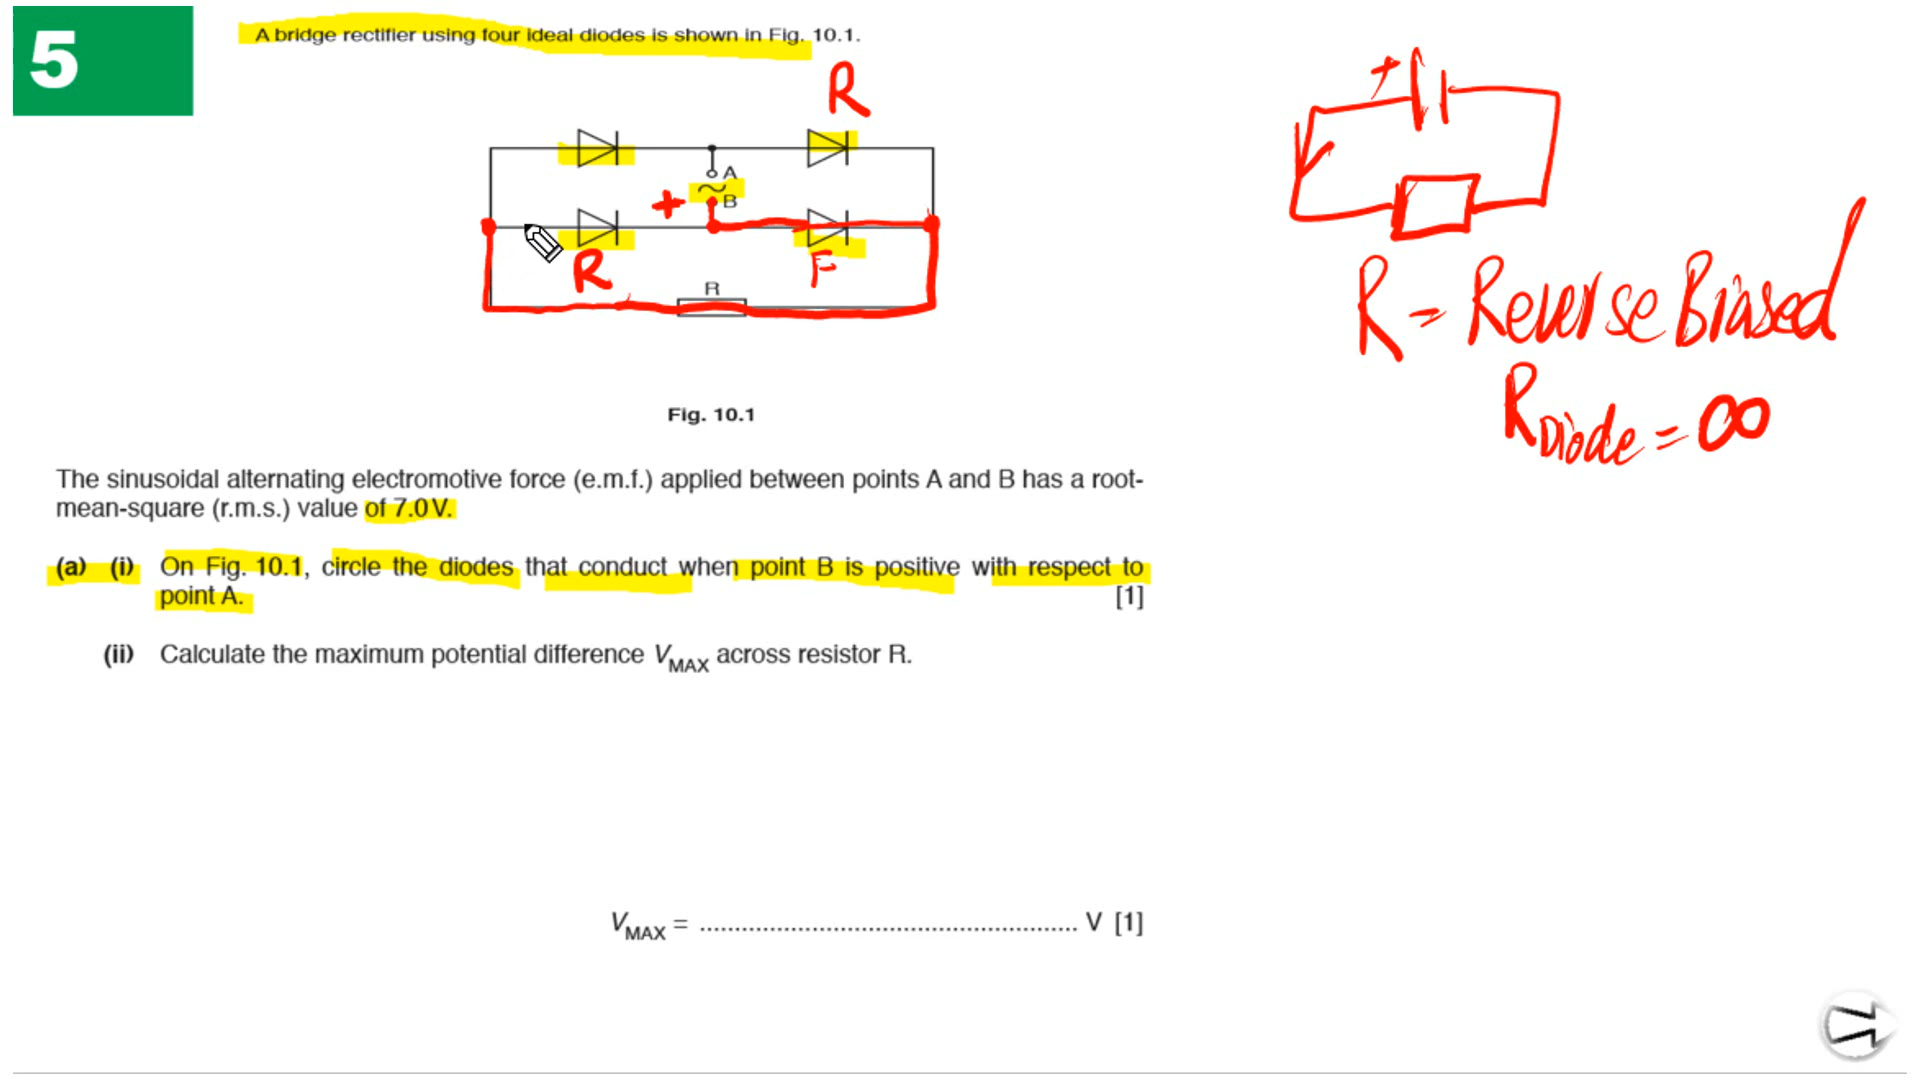 5
A bridge rectifier using four ideal diodes is shown in Fig. 10.1.
R
+
A
+
B
R
F
R
Fig. 10.1
R = Reverse Biased
RDiode = ∞
The sinusoidal alternating electromotive force (e.m.f.) applied between points A and B has a root-
mean-square (r.m.s.) value of 7.0 V.
(a) (i) On Fig. 10.1, circle the diodes that conduct when point B is positive with respect to
point A. [1]
(ii) Calculate the maximum potential difference VMAX across resistor R.
VMAX = ...................................................... V [1]